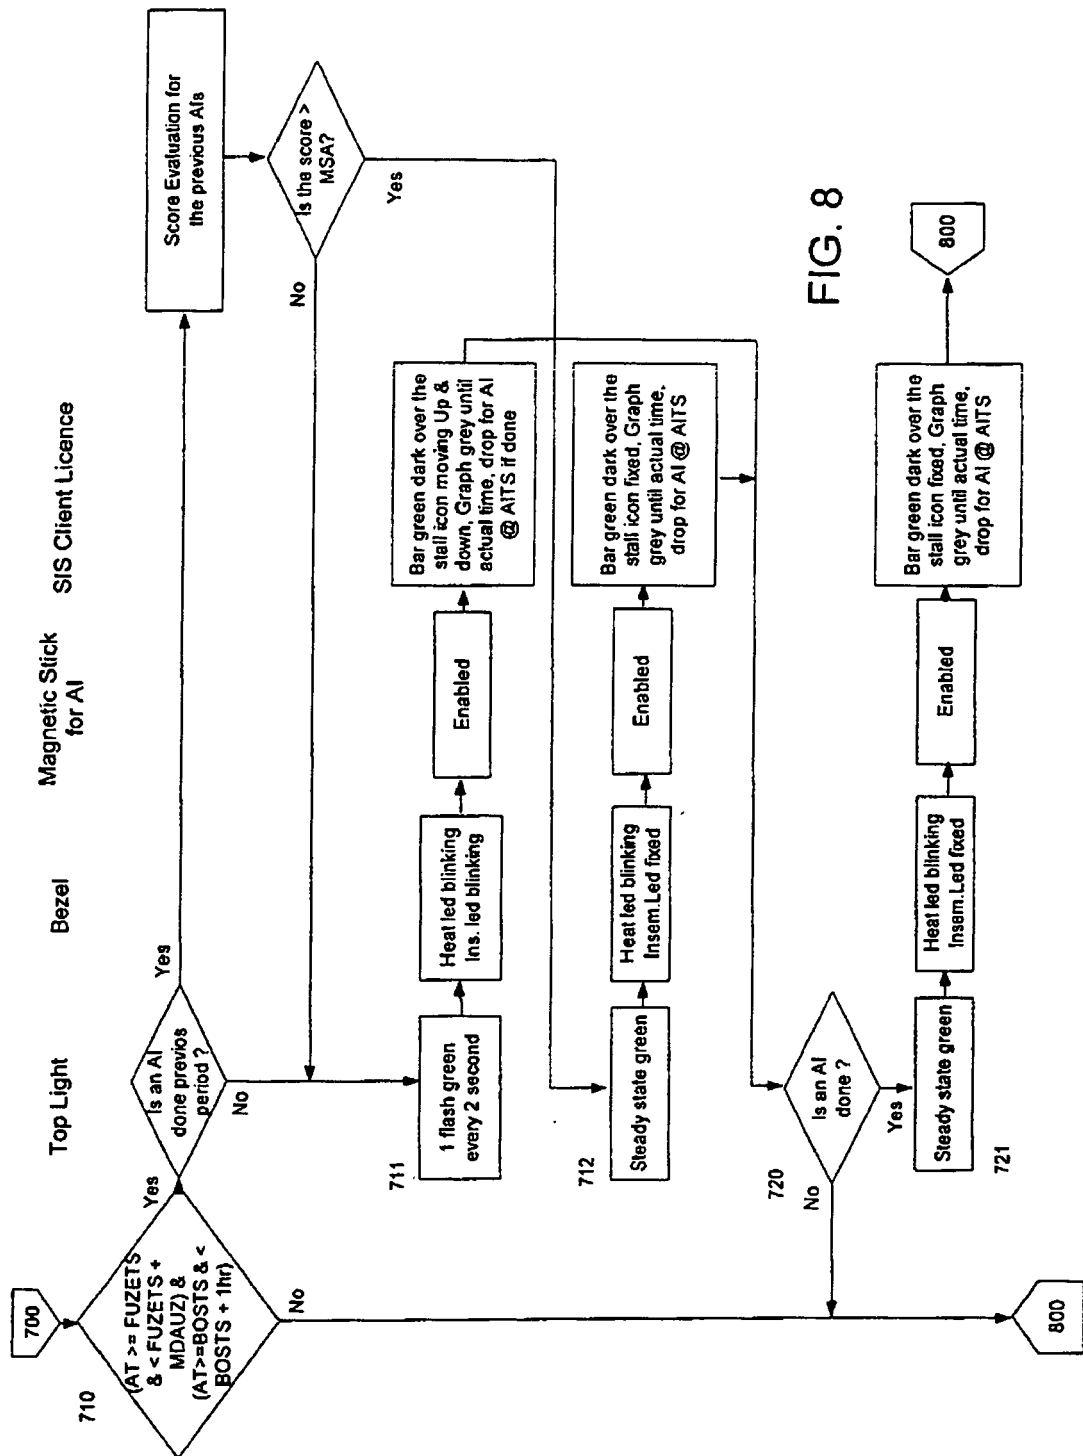 Top Light
Bezel
Magnetic Stick
for AI
SIS Client Licence
700
710
(AT >= FUZETS
& < FUZETS +
MDAUZ) &
(AT>=BOSTS & <
BOSTS + 1hr)
Yes
No
Is an AI
done previos
period ?
Yes
No
Score Evaluation for
the previous AIs
Is the score >
MSA?
No
Yes
711
1 flash green
every 2 second
Heat led blinking
Ins. led blinking
Enabled
Bar green dark over the
stall icon moving Up &
down, Graph grey until
actual time, drop for AI
@ AITS if done
712
Steady state green
Heat led blinking
Insem.Led fixed
Enabled
Bar green dark over the
stall icon fixed, Graph
grey until actual time,
drop for AI @ AITS
720
Is an AI
done ?
No
Yes
721
Steady state green
Heat led blinking
Insem.Led fixed
Enabled
Bar green dark over the
stall icon fixed, Graph
grey until actual time,
drop for AI @ AITS
800
800
FIG. 8